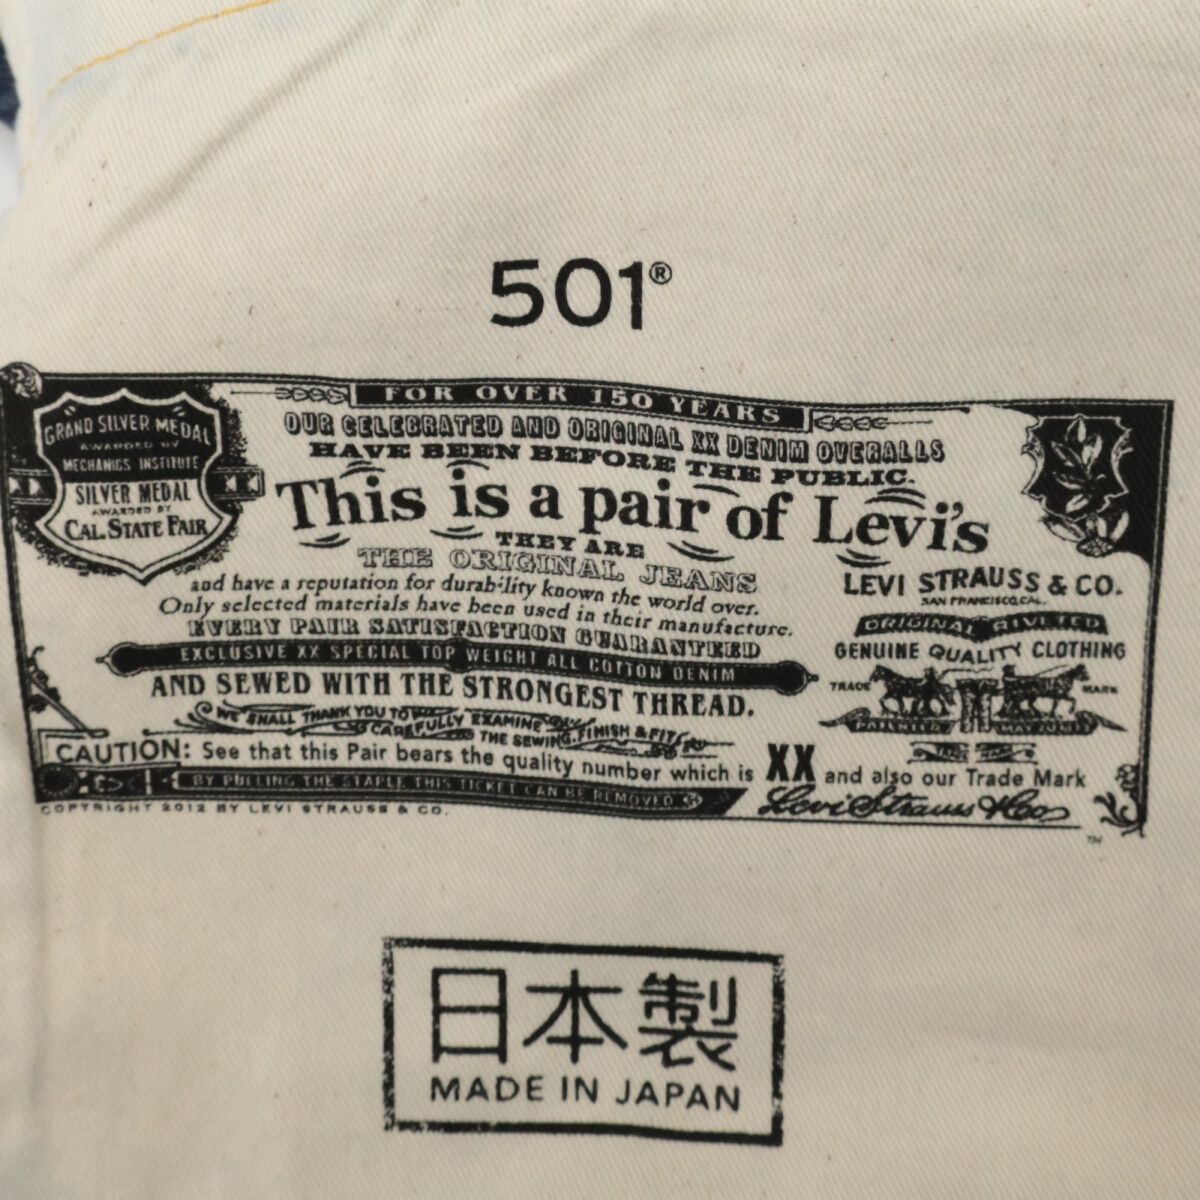 501®
FOR OVER 150 YEARS
GRAND SILVER MEDAL
AWARDED BY
MECHANICS INSTITUTE
SILVER MEDAL
AWARDED BY
CAL. STATE FAIR
OUR CELEBRATED AND ORIGINAL XX DENIM OVERALLS
HAVE BEEN BEFORE THE PUBLIC.
This is a pair of Levi's
THEY ARE
THE ORIGINAL JEANS
and have a reputation for durability known the world over.
Only selected materials have been used in their manufacture.
EVERY PAIR SATISFACTION GUARANTEED
EXCLUSIVE XX SPECIAL TOP WEIGHT ALL COTTON DENIM
AND SEWED WITH THE STRONGEST THREAD.
WE SHALL THANK YOU TO
CAREFULLY EXAMINE
THE SEWING, FINISH & FIT
LEVI STRAUSS & CO.
SAN FRANCISCO, CAL.
ORIGINAL RIVETED
GENUINE QUALITY CLOTHING
TRADE MARK
PATENTED MAY
CAUTION: See that this Pair bears the quality number which is XX and also our Trade Mark
BY PULLING THE STAPLE THIS TICKET CAN BE REMOVED
Levi Strauss & Co
COPYRIGHT 2012 BY LEVI STRAUSS & CO.
TM
日本製
MADE IN JAPAN